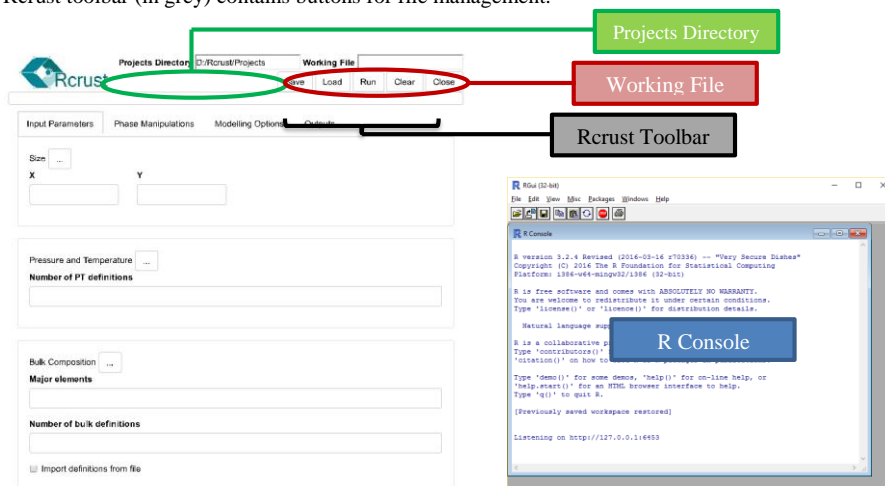 Rcrust toolbar (in grey) contains buttons for file management.
Projects Directory
Projects Directory D:/Rcrust/Projects Working File
Rcrust
Load Run Clear Close
Working File
Input Parameters Phase Manipulations Modelling Options Outputs
Rcrust Toolbar
Size ...
X Y
Pressure and Temperature ...
Number of PT definitions
Bulk Composition ...
Major elements
Number of bulk definitions
Import definitions from file
RGui (32-bit)
File Edit View Misc Packages Windows Help
R Console
R version 3.2.4 Revised (2016-03-16 r70336) -- "Very Secure Dishes"
Copyright (C) 2016 The R Foundation for Statistical Computing
Platform: i386-w64-mingw32/i386 (32-bit)
R is free software and comes with ABSOLUTELY NO WARRANTY.
You are welcome to redistribute it under certain conditions.
Type 'license()' or 'licence()' for distribution details.
Natural language
R is a collaborative
Type 'contributors()'
'citation()' on how to
R Console
Type 'demo()' for some demos, 'help()' for on-line help, or
'help.start()' for an HTML browser interface to help.
Type 'q()' to quit R.
[Previously saved workspace restored]
Listening on http://127.0.0.1:6453